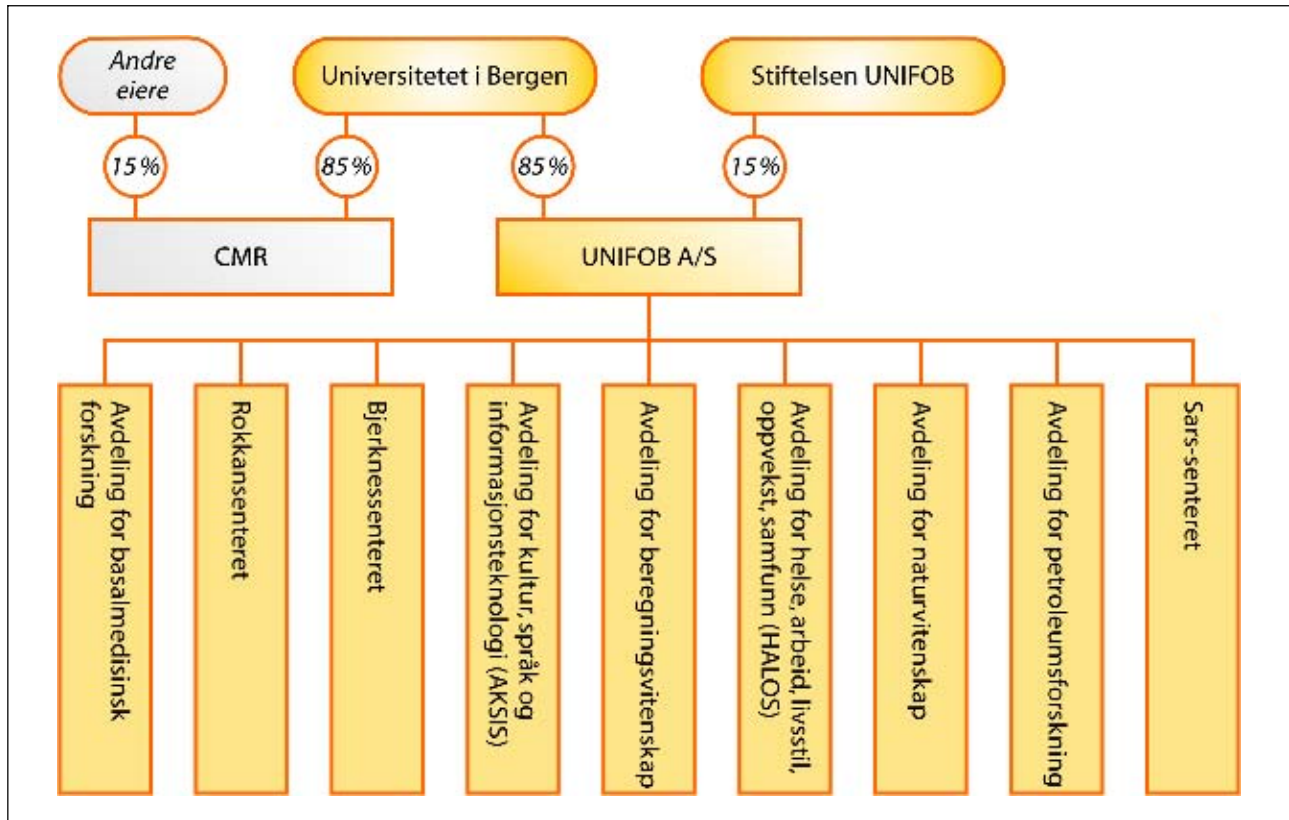 Andre
eiere
Universitetet i Bergen
Stiftelsen UNIFOB
15%
85%
85%
15%
CMR
UNIFOB A/S
Avdeling for basalmedisinsk
forskning
Rokkansenteret
Bjerknessenteret
Avdeling for kultur, språk og
informasjonsteknologi (AKSIS)
Avdeling for beregningsvitenskap
Avdeling for helse, arbeid, livsstil,
oppvekst, samfunn (HALOS)
Avdeling for naturvitenskap
Avdeling for petroleumsforskning
Sars-senteret